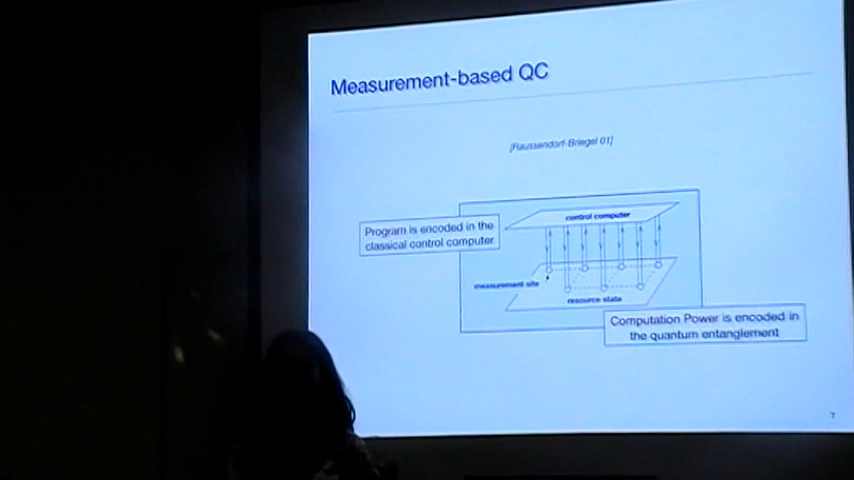 Measurement-based QC
[Raussendorf-Briegel 01]
Program is encoded in the
classical control computer
control computer
measurement site
resource state
Computation Power is encoded in
the quantum entanglement
7